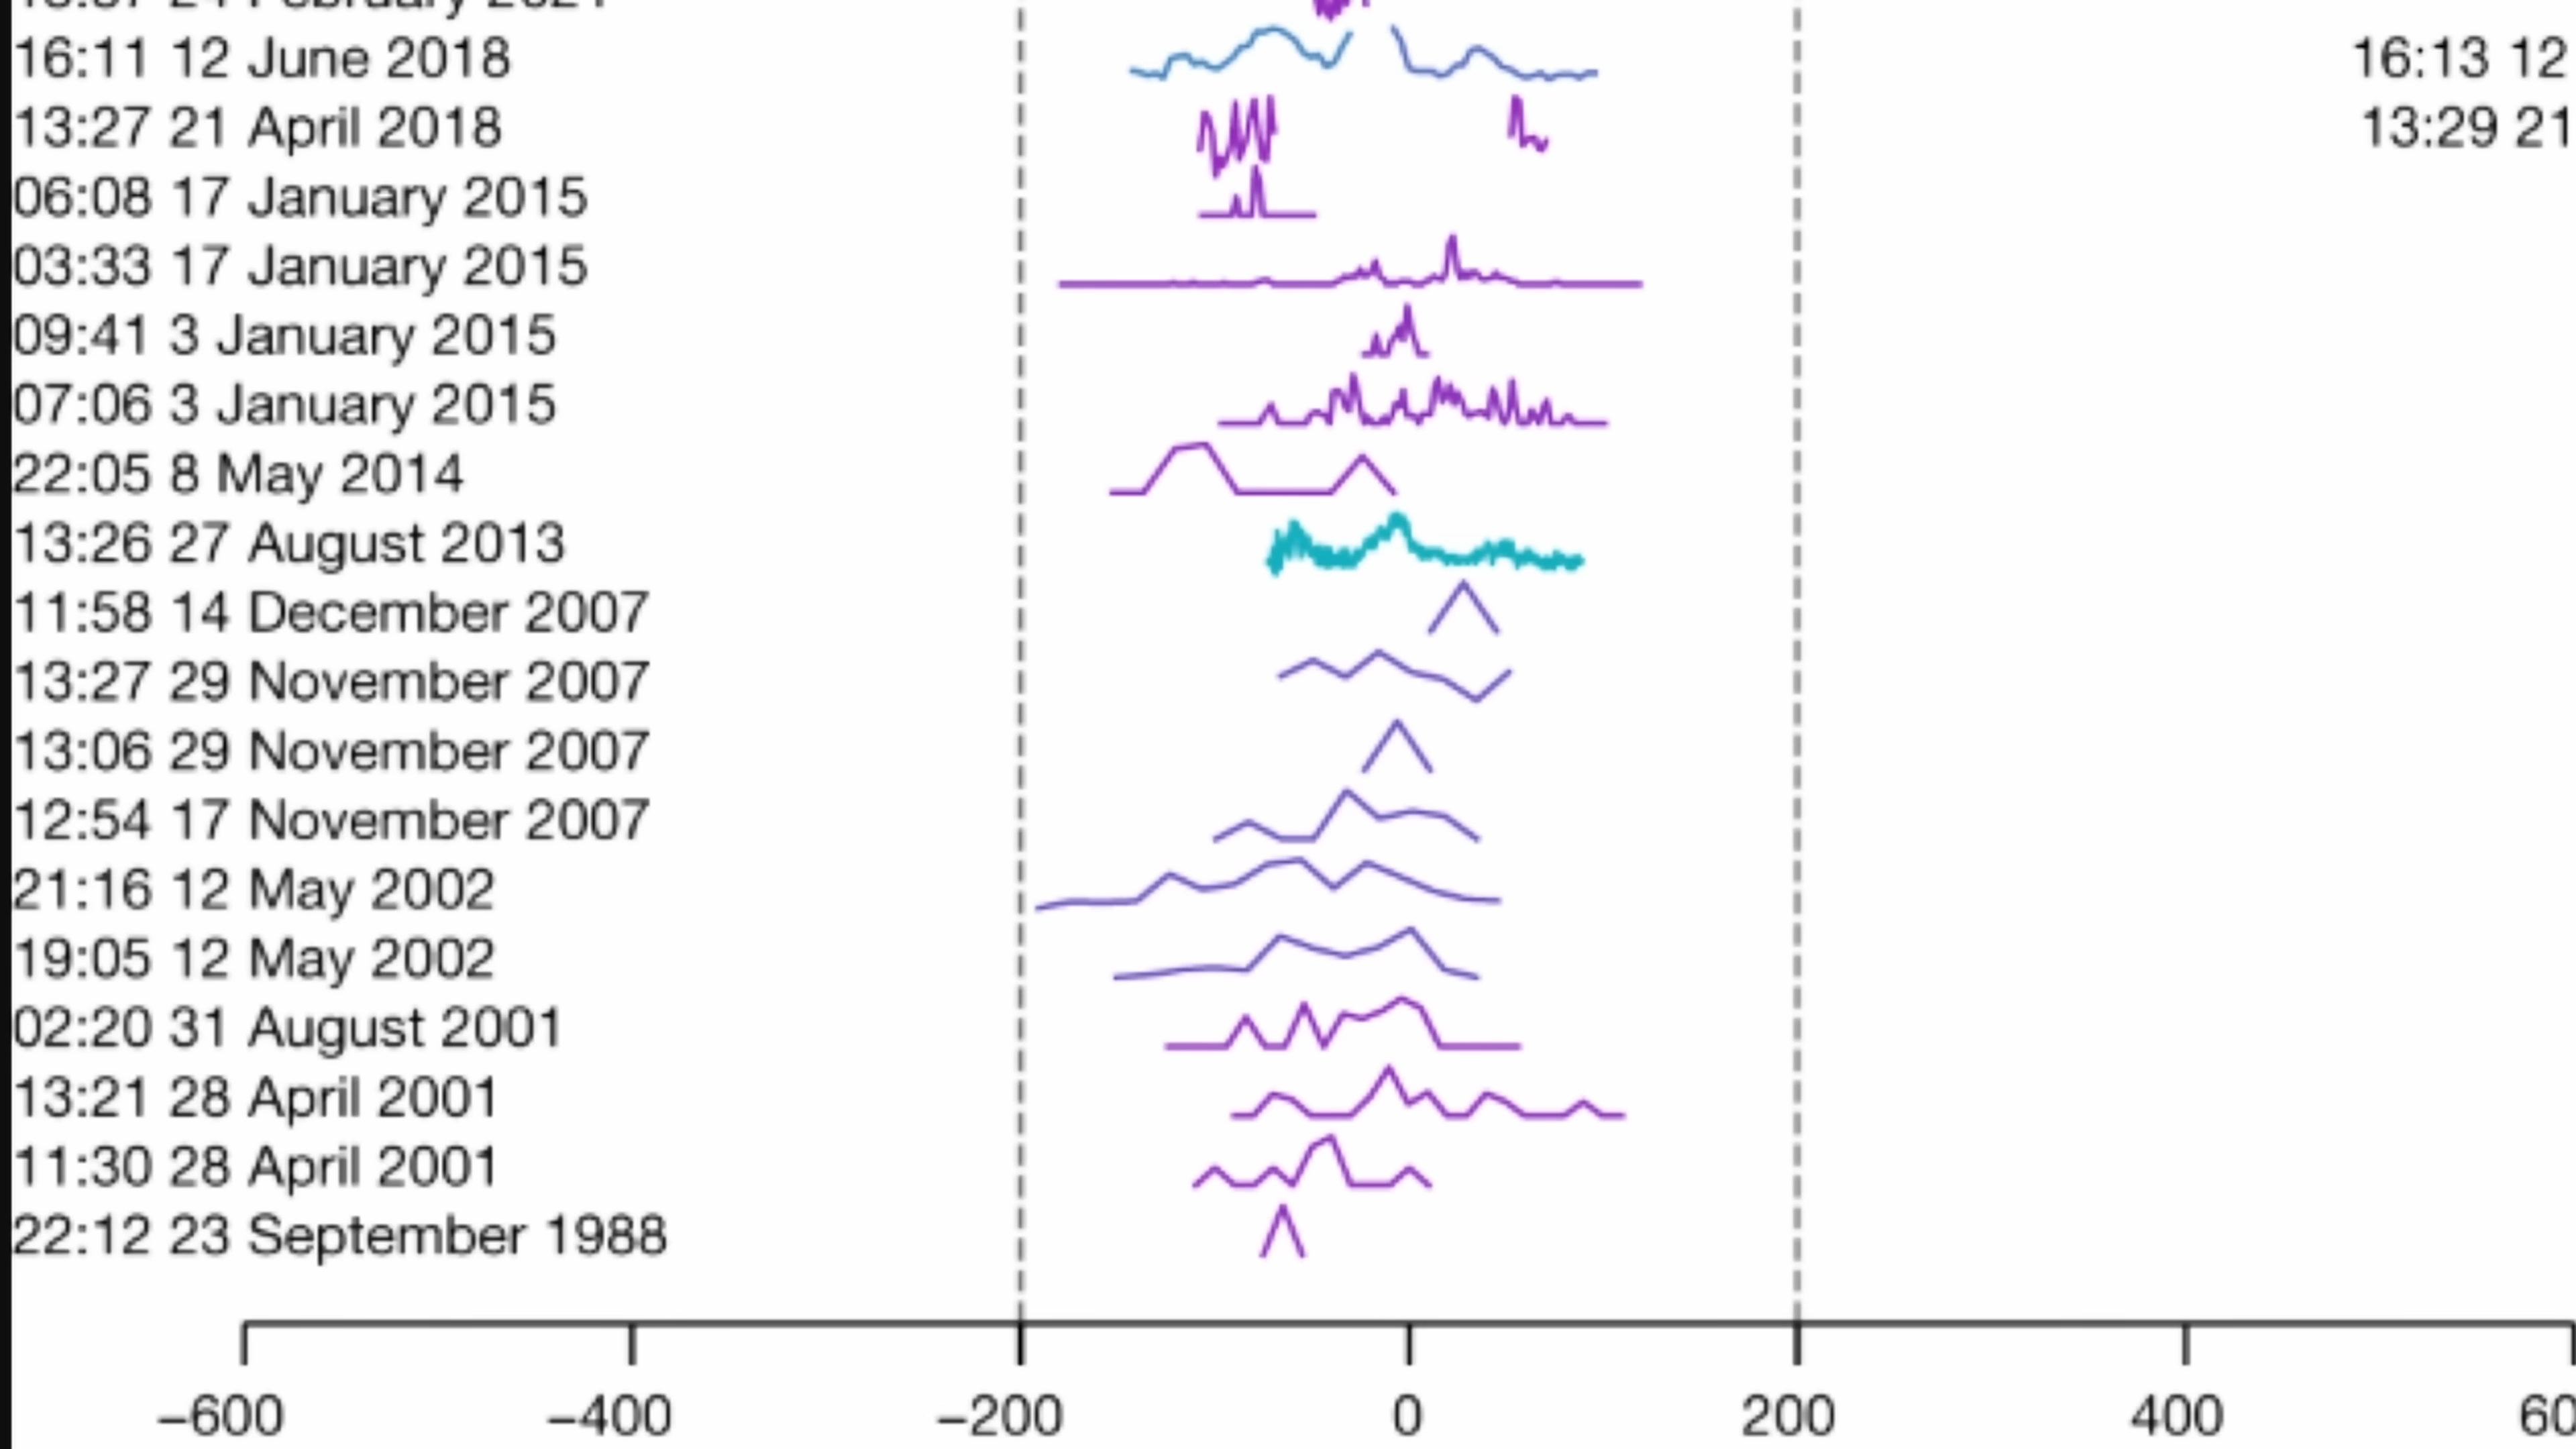 16:11 12 June 2018 16:13 12
13:27 21 April 2018 13:29 21
06:08 17 January 2015
03:33 17 January 2015
09:41 3 January 2015
07:06 3 January 2015
22:05 8 May 2014
13:26 27 August 2013
11:58 14 December 2007
13:27 29 November 2007
13:06 29 November 2007
12:54 17 November 2007
21:16 12 May 2002
19:05 12 May 2002
02:20 31 August 2001
13:21 28 April 2001
11:30 28 April 2001
22:12 23 September 1988
−600 −400 −200 0 200 400 60